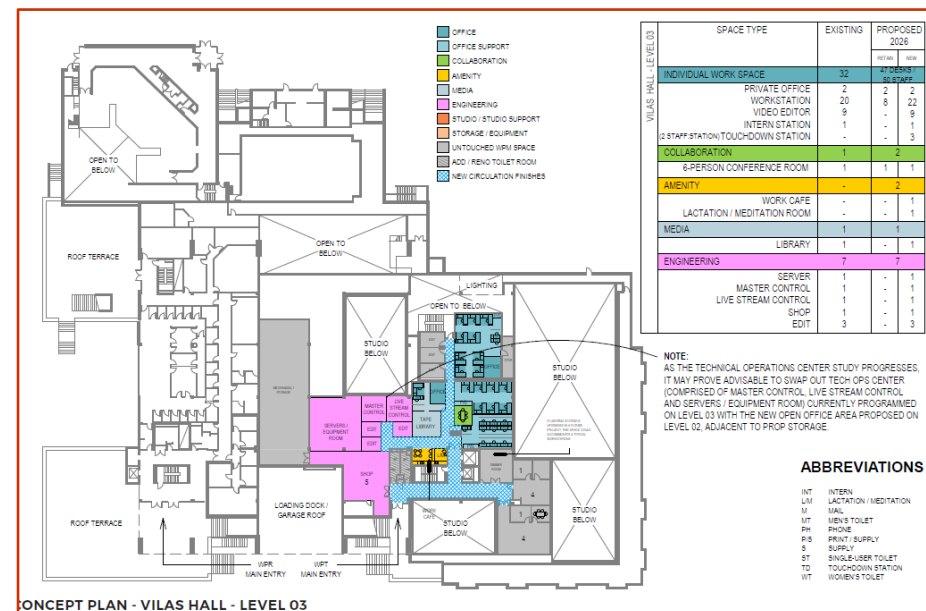 OFFICE
OFFICE SUPPORT
COLLABORATION
AMENITY
MEDIA
ENGINEERING
STUDIO / STUDIO SUPPORT
STORAGE / EQUIPMENT
UNTOUCHED WPM SPACE
ADD / RENO TOILET ROOM
NEW CIRCULATION FINISHES
VILAS HALL - LEVEL 03
SPACE TYPE EXISTING PROPOSED
2026
RETAIN NEW
INDIVIDUAL WORK SPACE 32 47 DESKS /
50 STAFF
PRIVATE OFFICE 2 2 2
WORKSTATION 20 8 22
VIDEO EDITOR 9 - 9
INTERN STATION 1 - 1
(2 STAFF:STATION) TOUCHDOWN STATION - - 3
COLLABORATION 1 2
6-PERSON CONFERENCE ROOM 1 1 1
AMENITY - 2
WORK CAFE - - 1
LACTATION / MEDITATION ROOM - - 1
MEDIA 1 1
LIBRARY 1 - 1
ENGINEERING 7 7
SERVER 1 - 1
MASTER CONTROL 1 - 1
LIVE STREAM CONTROL 1 - 1
SHOP 1 - 1
EDIT 3 - 3
OPEN TO
BELOW
ROOF TERRACE
OPEN TO
BELOW
LIGHTING
OPEN TO BELOW
STUDIO
BELOW
OFFICE
STUDIO
BELOW
OFFICE
MASTER
CONTROL
LIVE
STREAM
CONTROL
TAPE
LIBRARY
SERVERS /
EQUIPMENT
ROOM
EDIT
EDIT
EDIT
SHOP
5
1
4
1
4
LOADING DOCK /
GARAGE ROOF
WORK
CAFE
STUDIO
BELOW
STUDIO
BELOW
ROOF TERRACE
WPR
MAIN ENTRY
WPT
MAIN ENTRY
NOTE:
AS THE TECHNICAL OPERATIONS CENTER STUDY PROGRESSES,
IT MAY PROVE ADVISABLE TO SWAP OUT TECH OPS CENTER
(COMPRISED OF MASTER CONTROL, LIVE STREAM CONTROL
AND SERVERS / EQUIPMENT ROOM) CURRENTLY PROGRAMMED
ON LEVEL 03 WITH THE NEW OPEN OFFICE AREA PROPOSED ON
LEVEL 02, ADJACENT TO PROP STORAGE.
ABBREVIATIONS
INT INTERN
L/M LACTATION / MEDITATION
M MAIL
MT MEN'S TOILET
PH PHONE
P/S PRINT / SUPPLY
S SUPPLY
ST SINGLE-USER TOILET
TD TOUCHDOWN STATION
WT WOMEN'S TOILET
CONCEPT PLAN - VILAS HALL - LEVEL 03